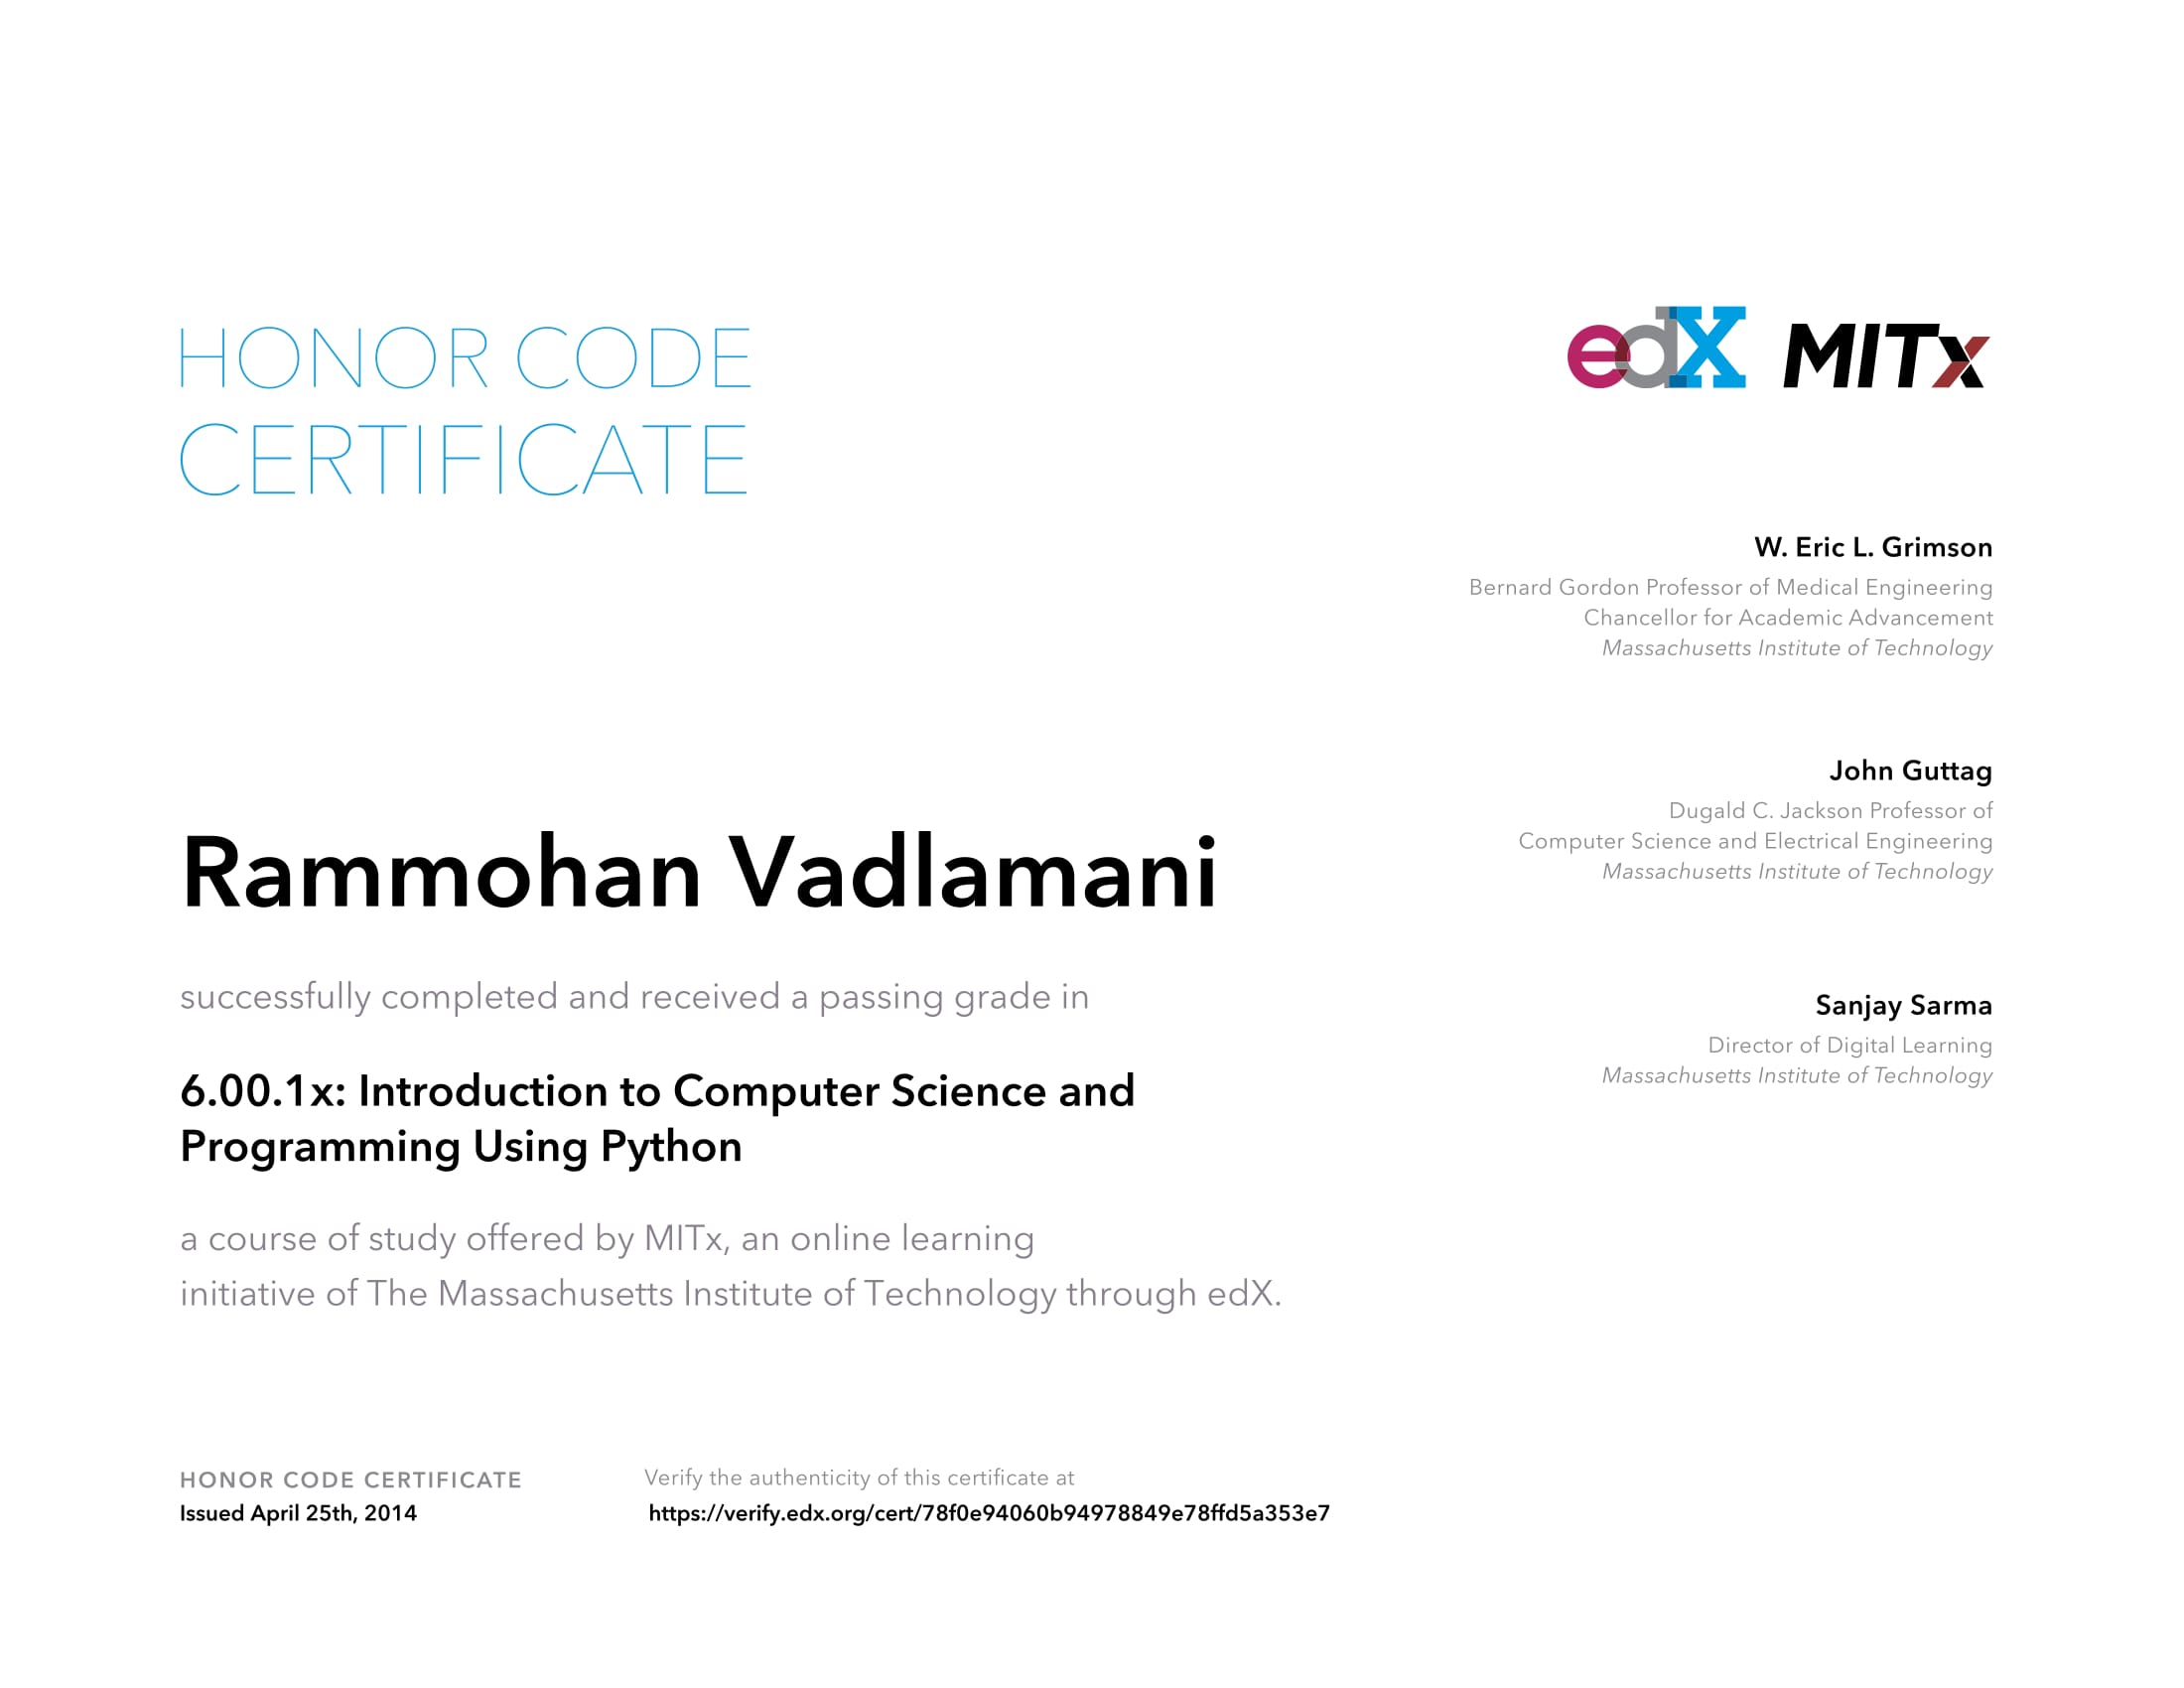 HONOR CODE
CERTIFICATE
edX MITx
W. Eric L. Grimson
Bernard Gordon Professor of Medical Engineering
Chancellor for Academic Advancement
Massachusetts Institute of Technology
John Guttag
Dugald C. Jackson Professor of
Computer Science and Electrical Engineering
Massachusetts Institute of Technology
Sanjay Sarma
Director of Digital Learning
Massachusetts Institute of Technology
Rammohan Vadlamani
successfully completed and received a passing grade in
6.00.1x: Introduction to Computer Science and
Programming Using Python
a course of study offered by MITx, an online learning
initiative of The Massachusetts Institute of Technology through edX.
HONOR CODE CERTIFICATE
Issued April 25th, 2014
Verify the authenticity of this certificate at
https://verify.edx.org/cert/78f0e94060b94978849e78ffd5a353e7